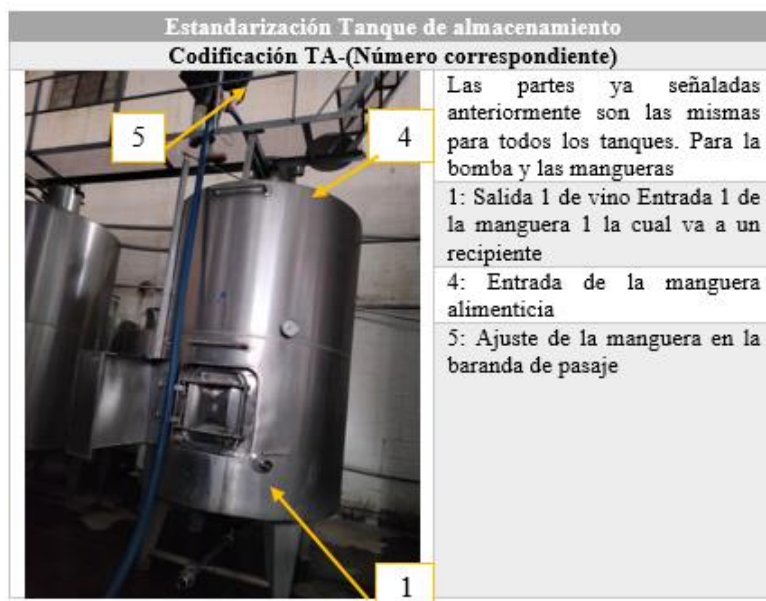 Estandarización Tanque de almacenamiento
Codificación TA-(Número correspondiente)
5
4
1
Las partes ya señaladas
anteriormente son las mismas
para todos los tanques. Para la
bomba y las mangueras
1: Salida 1 de vino Entrada 1 de
la manguera 1 la cual va a un
recipiente
4: Entrada de la manguera
alimenticia
5: Ajuste de la manguera en la
baranda de pasaje